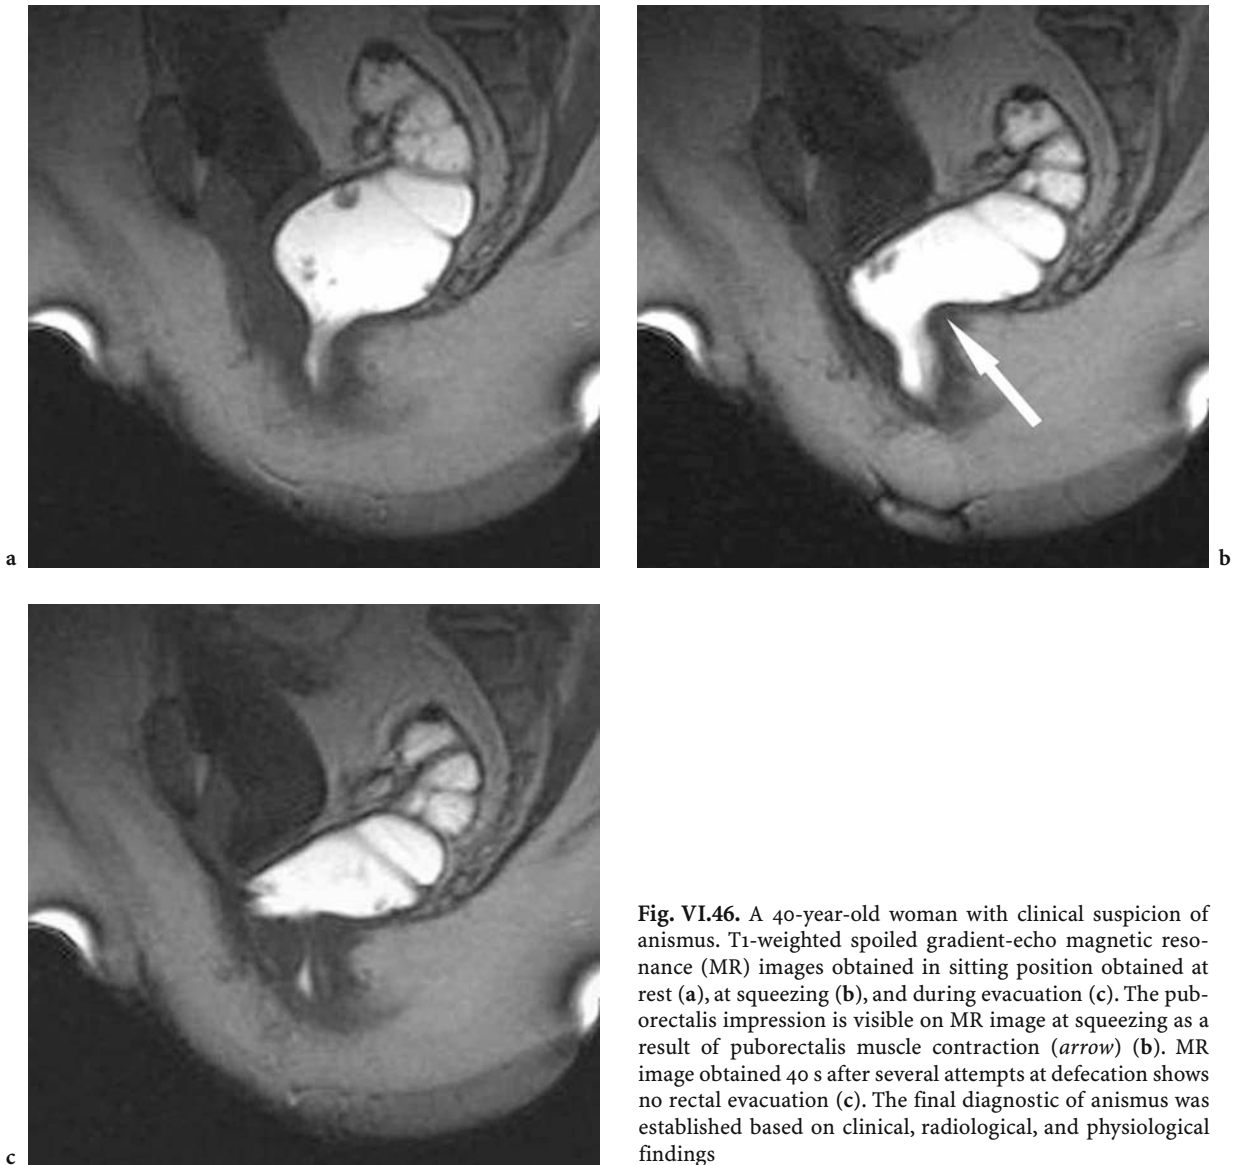 a
b
c
Fig. VI.46. A 40-year-old woman with clinical suspicion of
anismus. T1-weighted spoiled gradient-echo magnetic reso-
nance (MR) images obtained in sitting position obtained at
rest (a), at squeezing (b), and during evacuation (c). The pub-
orectalis impression is visible on MR image at squeezing as a
result of puborectalis muscle contraction (arrow) (b). MR
image obtained 40 s after several attempts at defecation shows
no rectal evacuation (c). The final diagnostic of anismus was
established based on clinical, radiological, and physiological
findings